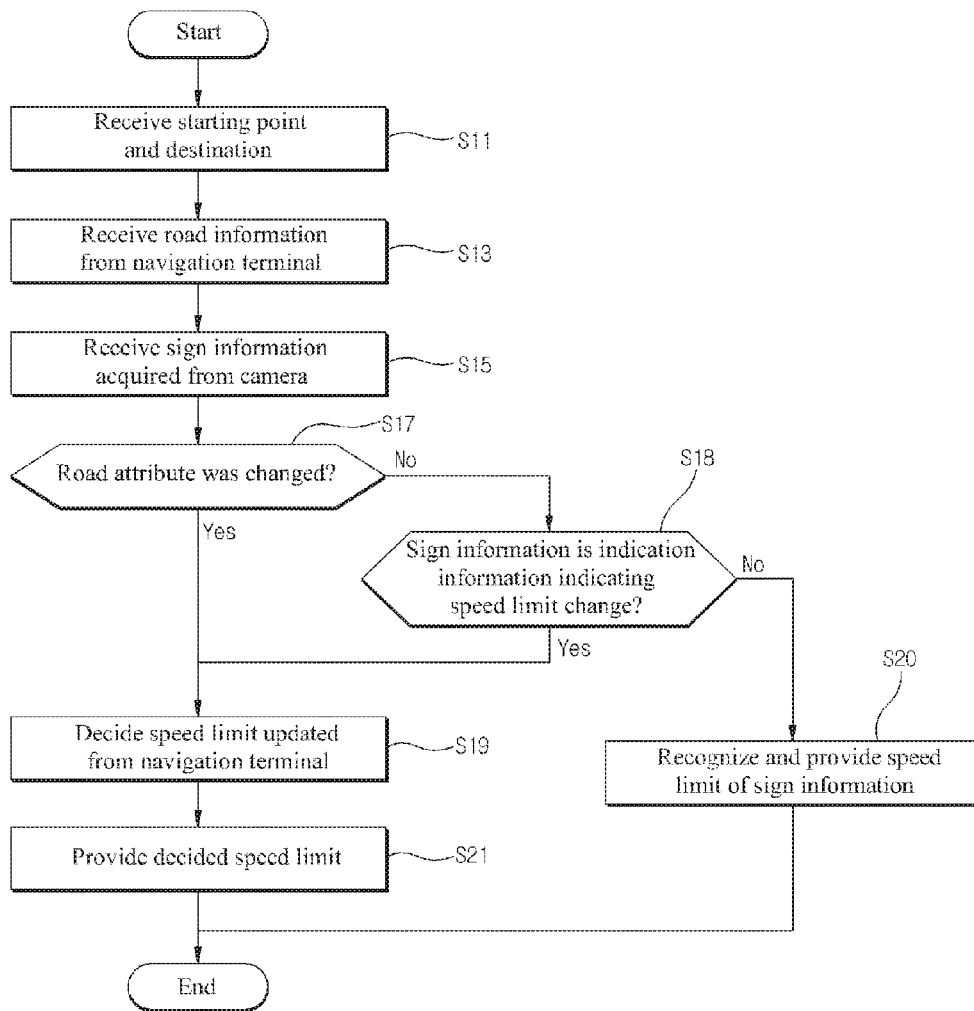 Start
Receive starting point
and destination
S11
Receive road information
from navigation terminal
S13
Receive sign information
acquired from camera
S15
S17
Road attribute was changed?
No
Yes
S18
Sign information is indication
information indicating
speed limit change?
No
Yes
S20
Decide speed limit updated
from navigation terminal
S19
Recognize and provide speed
limit of sign information
Provide decided speed limit
S21
End